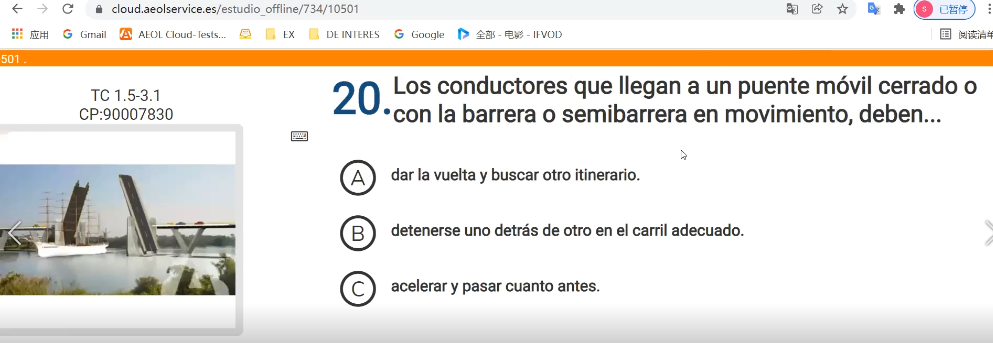 cloud.aeolservice.es/estudio_offline/734/10501
S 已暂停
应用 Gmail AEOL Cloud-Tests... EX DE INTERES Google 全部 - 电影 - IFVOD 阅读清单
501 .
TC 1.5-3.1
CP:90007830
20. Los conductores que llegan a un puente móvil cerrado o
con la barrera o semibarrera en movimiento, deben...
A dar la vuelta y buscar otro itinerario.
B detenerse uno detrás de otro en el carril adecuado.
C acelerar y pasar cuanto antes.